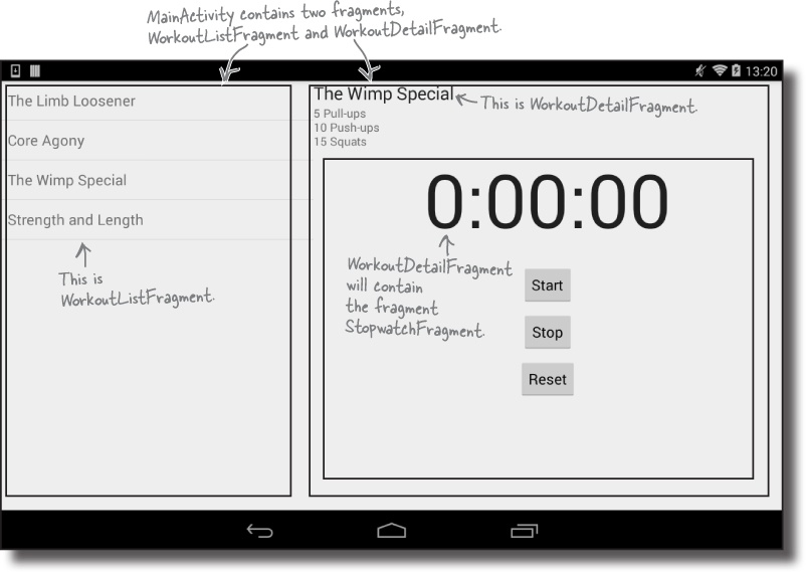 MainActivity contains two fragments,
WorkoutListFragment and WorkoutDetailFragment.
13:20
The Limb Loosener
Core Agony
The Wimp Special
Strength and Length
This is
WorkoutListFragment.
The Wimp Special
This is WorkoutDetailFragment.
5 Pull-ups
10 Push-ups
15 Squats
0:00:00
WorkoutDetailFragment
will contain
the fragment
StopwatchFragment.
Start
Stop
Reset